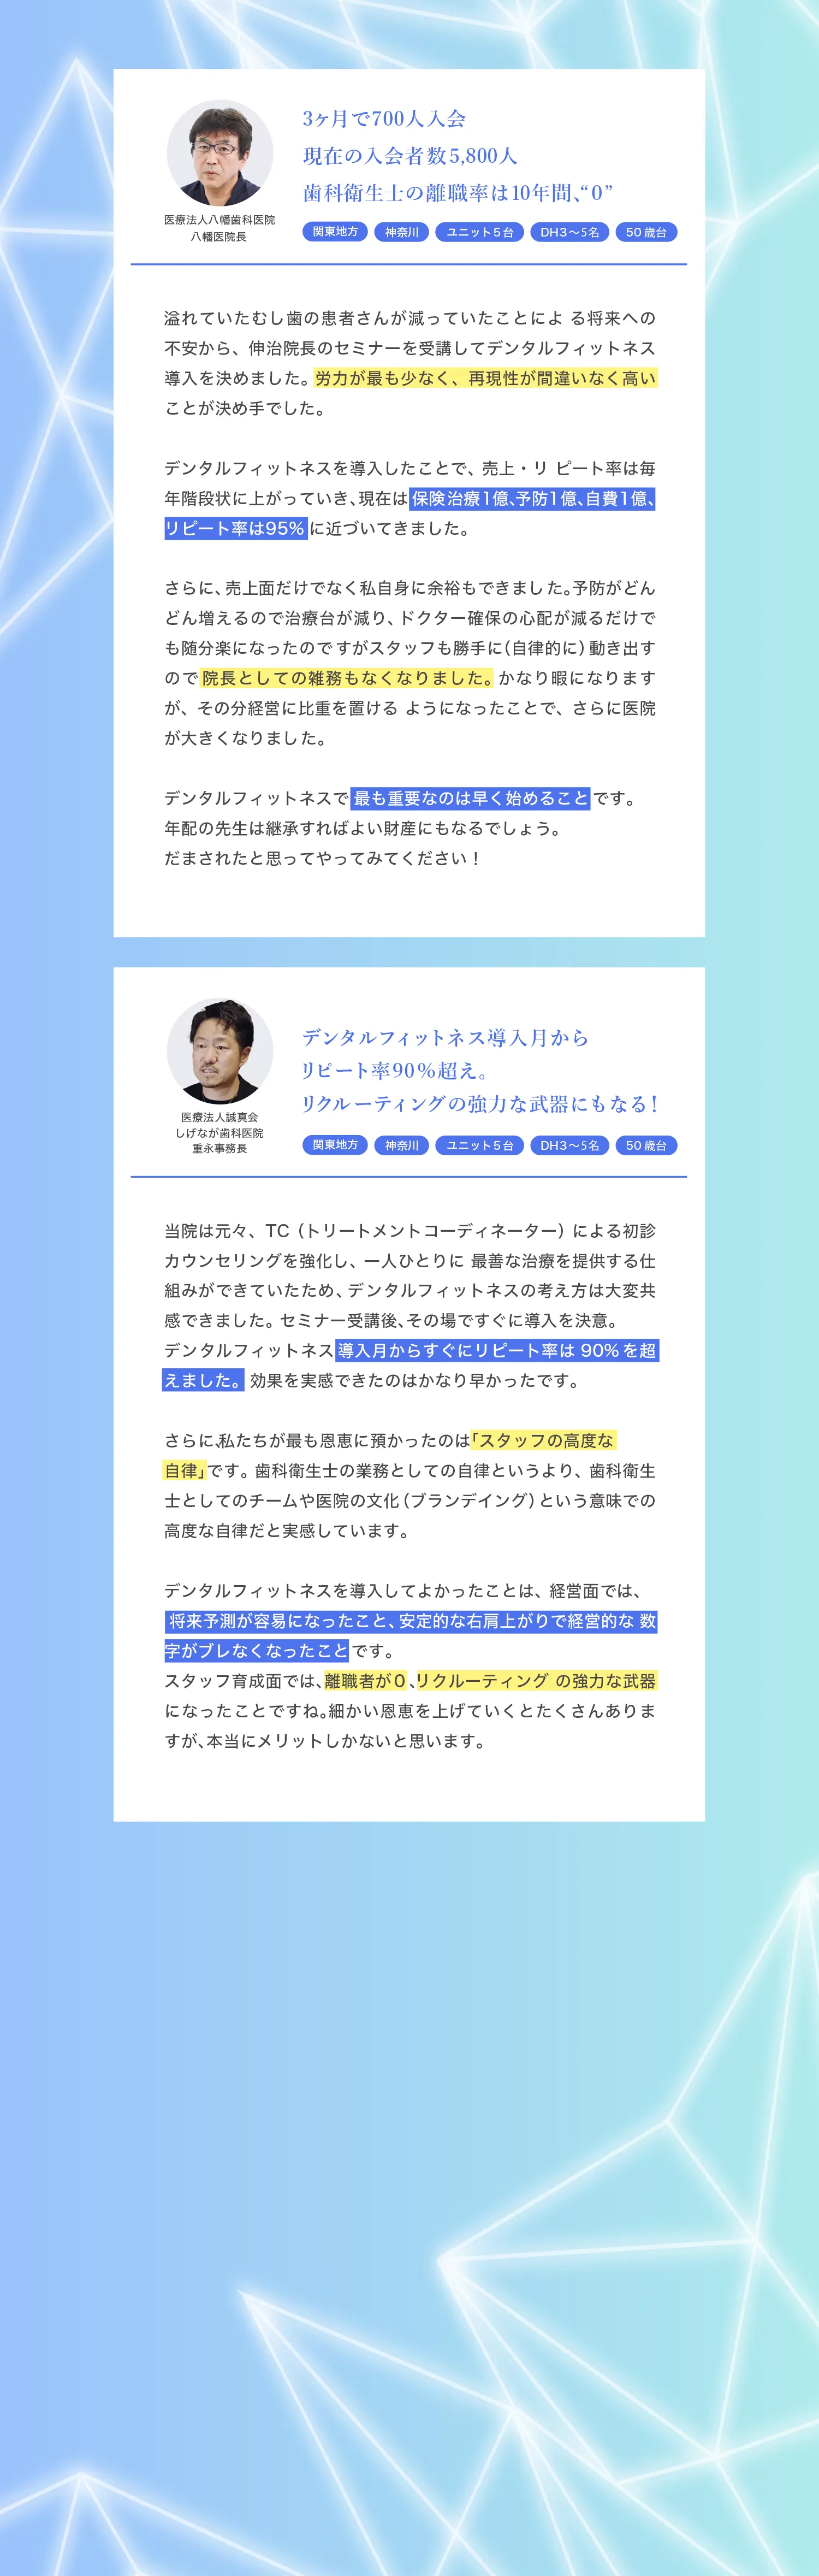 3ヶ月で700人入会
現在の入会者数5,800人
歯科衛生士の離職率は10年間、“0”
医療法人八幡歯科医院
八幡医院長
関東地方
神奈川
ユニット5台
DH3〜5名
50歳台
溢れていたむし歯の患者さんが減っていたことによ る将来への
不安から、伸治院長のセミナーを受講してデンタルフィットネス
導入を決めました。労力が最も少なく、再現性が間違いなく高い
ことが決め手でした。
デンタルフィットネスを導入したことで、売上・リ ピート率は毎
年階段状に上がっていき、現在は保険治療1億、予防1億、自費1億、
リピート率は95%に近づいてきました。
さらに、売上面だけでなく私自身に余裕もできました。予防がどん
どん増えるので治療台が減り、ドクター確保の心配が減るだけで
も随分楽になったのですがスタッフも勝手に(自律的に)動き出す
ので院長としての雑務もなくなりました。かなり暇になります
が、その分経営に比重を置ける ようになったことで、さらに医院
が大きくなりました。
デンタルフィットネスで最も重要なのは早く始めることです。
年配の先生は継承すればよい財産にもなるでしょう。
だまされたと思ってやってみてください！
デンタルフィットネス導入月から
リピート率90%超え。
リクルーティングの強力な武器にもなる！
医療法人誠真会
しげなが歯科医院
重永事務長
関東地方
神奈川
ユニット5台
DH3〜5名
50歳台
当院は元々、TC（トリートメントコーディネーター）による初診
カウンセリングを強化し、一人ひとりに 最善な治療を提供する仕
組みができていたため、デンタルフィットネスの考え方は大変共
感できました。セミナー受講後、その場ですぐに導入を決意。
デンタルフィットネス導入月からすぐにリピート率は 90%を超
えました。効果を実感できたのはかなり早かったです。
さらに、私たちが最も恩恵に預かったのは「スタッフの高度な
自律」です。歯科衛生士の業務としての自律というより、歯科衛生
士としてのチームや医院の文化(ブランデイング)という意味での
高度な自律だと実感しています。
デンタルフィットネスを導入してよかったことは、経営面では、
将来予測が容易になったこと、安定的な右肩上がりで経営的な 数
字がブレなくなったことです。
スタッフ育成面では、離職者が0、リクルーティング の強力な武器
になったことですね。細かい恩恵を上げていくとたくさんありま
すが、本当にメリットしかないと思います。